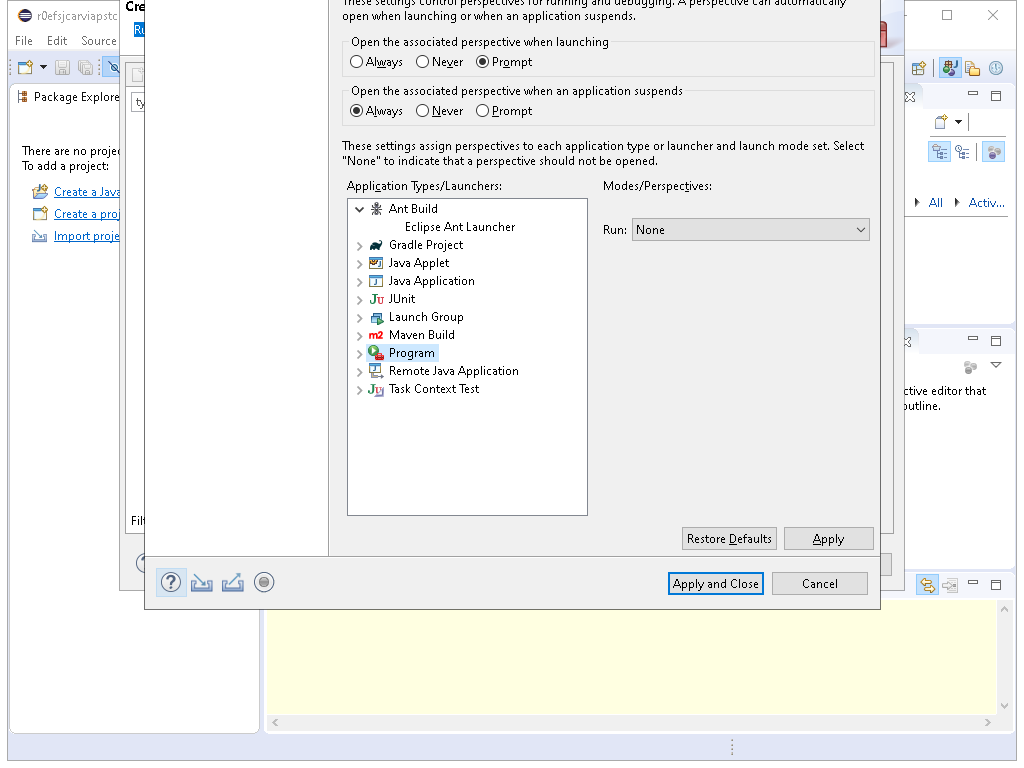 r0efsjcarviapstc
Cre
File Edit Source
These settings control perspectives for running and debugging. A perspective can automatically
open when launching or when an application suspends.
Open the associated perspective when launching
Always Never Prompt
Package Explore
Open the associated perspective when an application suspends
Always Never Prompt
There are no proje
To add a project:
Create a Java
Create a proj
Import proje
These settings assign perspectives to each application type or launcher and launch mode set. Select
"None" to indicate that a perspective should not be opened.
Application Types/Launchers:
Modes/Perspectives:
Ant Build
Eclipse Ant Launcher
Gradle Project
Java Applet
Java Application
JUnit
Launch Group
Maven Build
Program
Remote Java Application
Task Context Test
Run: None
All Activ...
ctive editor that
outline.
Filt
Restore Defaults Apply
Apply and Close Cancel